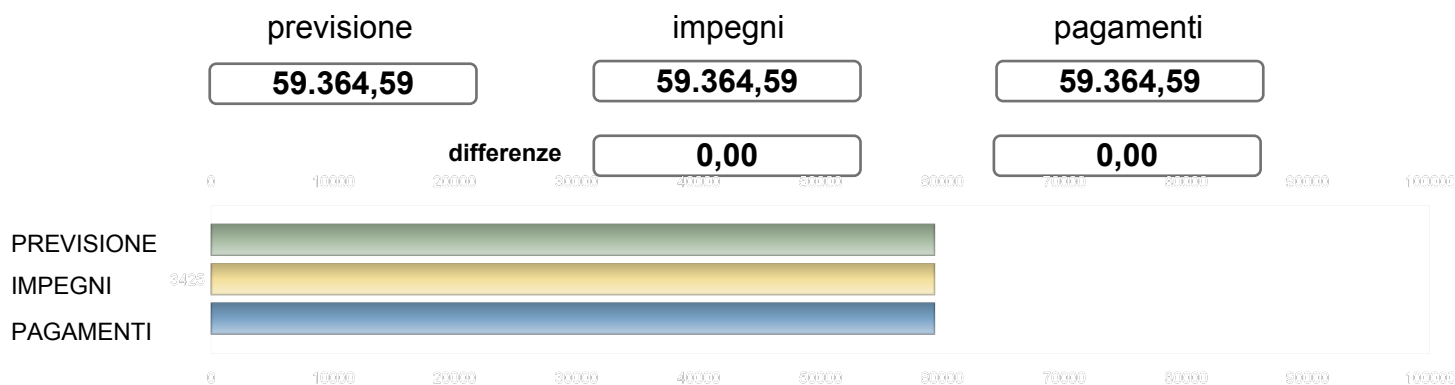 previsione impegni pagamenti
59.364,59 59.364,59 59.364,59
differenze 0,00 0,00
0 10000 20000 30000 40000 50000 60000 70000 80000 90000 100000
PREVISIONE
IMPEGNI 3425
PAGAMENTI
0 10000 20000 30000 40000 50000 60000 70000 80000 90000 100000